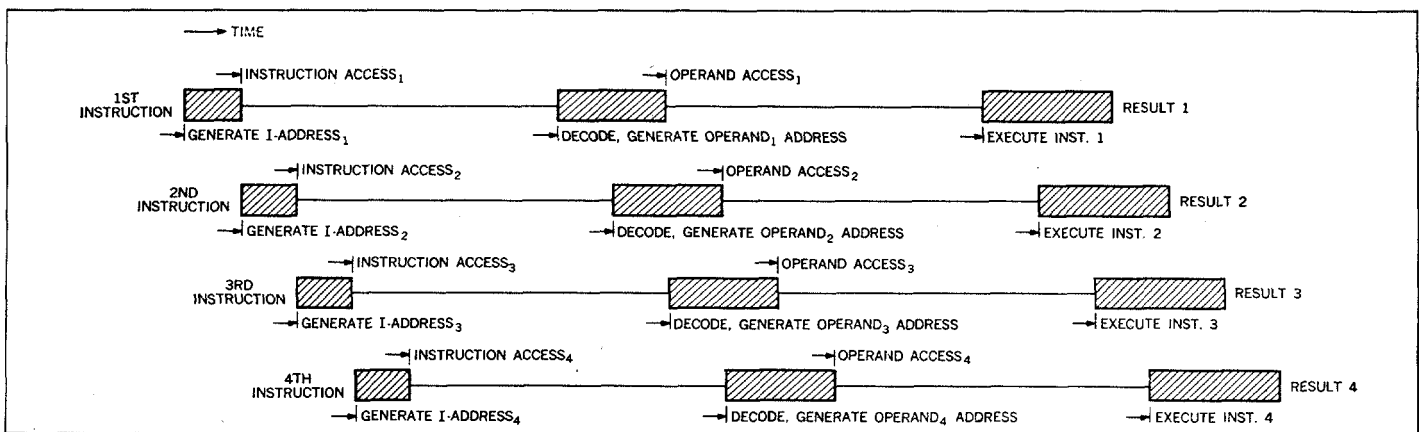 TIME
INSTRUCTION ACCESS₁
OPERAND ACCESS₁
1ST
INSTRUCTION
RESULT 1
GENERATE I-ADDRESS₁
DECODE, GENERATE OPERAND₁ ADDRESS
EXECUTE INST. 1
INSTRUCTION ACCESS₂
OPERAND ACCESS₂
2ND
INSTRUCTION
RESULT 2
GENERATE I-ADDRESS₂
DECODE, GENERATE OPERAND₂ ADDRESS
EXECUTE INST. 2
INSTRUCTION ACCESS₃
OPERAND ACCESS₃
3RD
INSTRUCTION
RESULT 3
GENERATE I-ADDRESS₃
DECODE, GENERATE OPERAND₃ ADDRESS
EXECUTE INST. 3
INSTRUCTION ACCESS₄
OPERAND ACCESS₄
4TH
INSTRUCTION
RESULT 4
GENERATE I-ADDRESS₄
DECODE, GENERATE OPERAND₄ ADDRESS
EXECUTE INST. 4